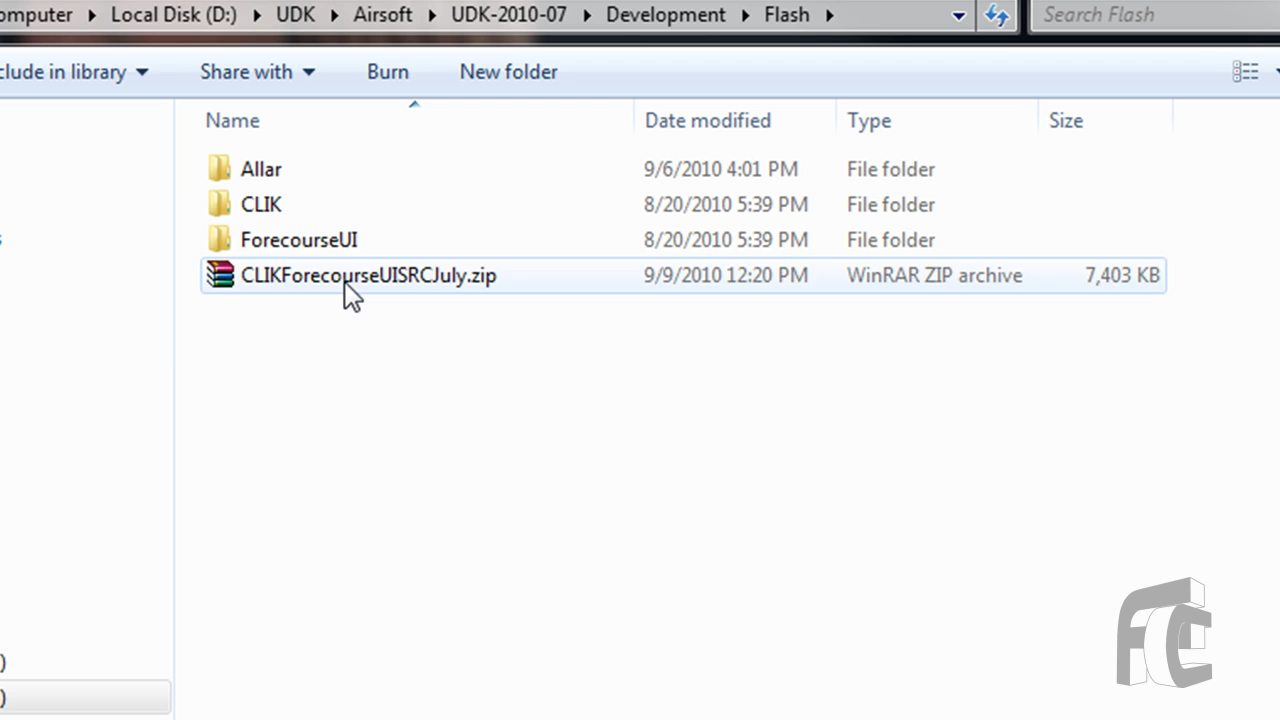 omputer Local Disk (D:) UDK Airsoft UDK-2010-07 Development Flash Search Flash
clude in library Share with Burn New folder
Name Date modified Type Size
Allar 9/6/2010 4:01 PM File folder
CLIK 8/20/2010 5:39 PM File folder
ForecourseUI 8/20/2010 5:39 PM File folder
s
CLIKForecourseUISRCJuly.zip 9/9/2010 12:20 PM WinRAR ZIP archive 7,403 KB
FCE
)
)